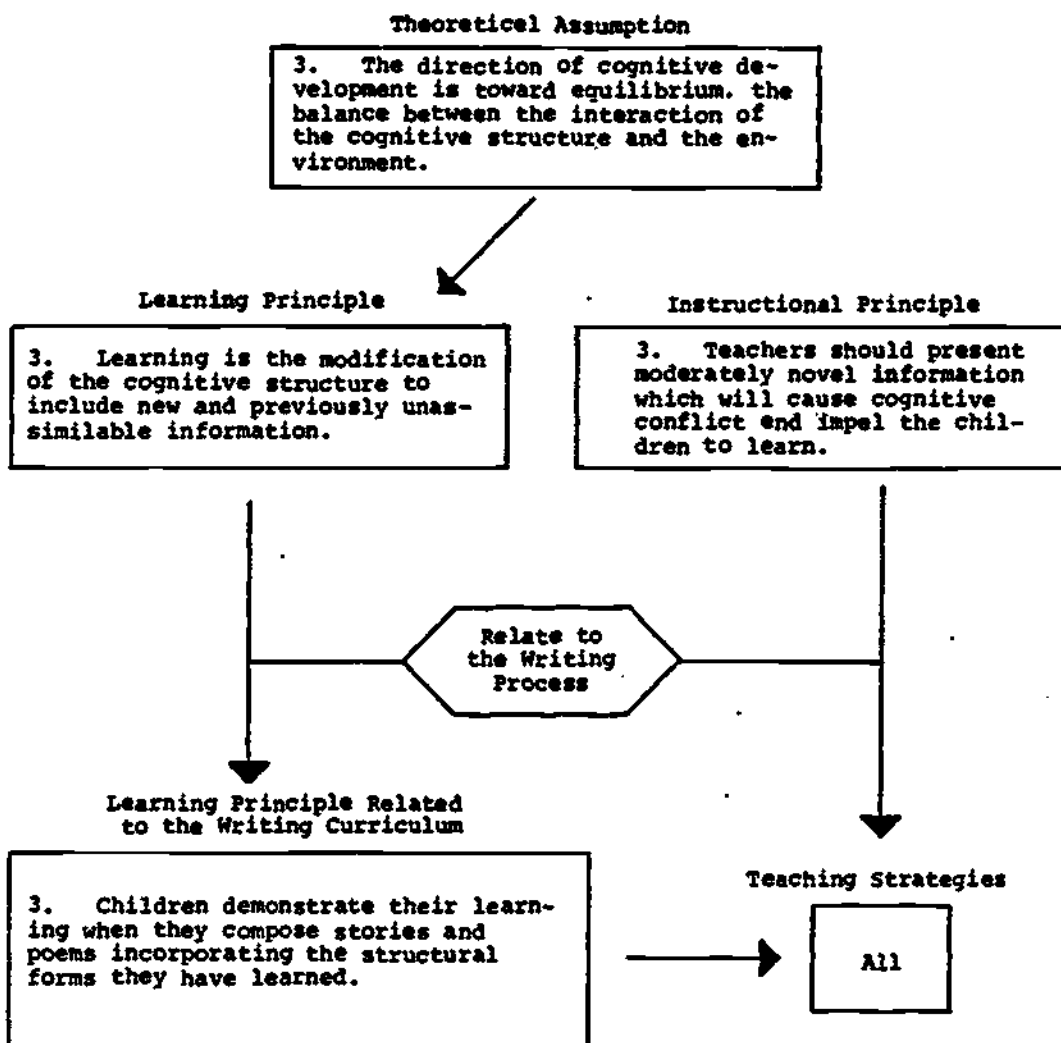 Theoreticel Assumption
3. The direction of cognitive de-
velopment is toward equilibrium. the
balance between the interaction of
the cognitive structure and the en-
vironment.
Learning Principle
3. Learning is the modification
of the cognitive structure to
include new and previously unas-
similable information.
Instructional Principle
3. Teachers should present
moderately novel information
which will cause cognitive
conflict end impel the chil-
dren to learn.
Relate to
the Writing
Process
Learning Principle Related
to the Writing Curriculum
3. Children demonstrate their learn-
ing when they compose stories and
poems incorporating the structural
forms they have learned.
Teaching Strategies
All